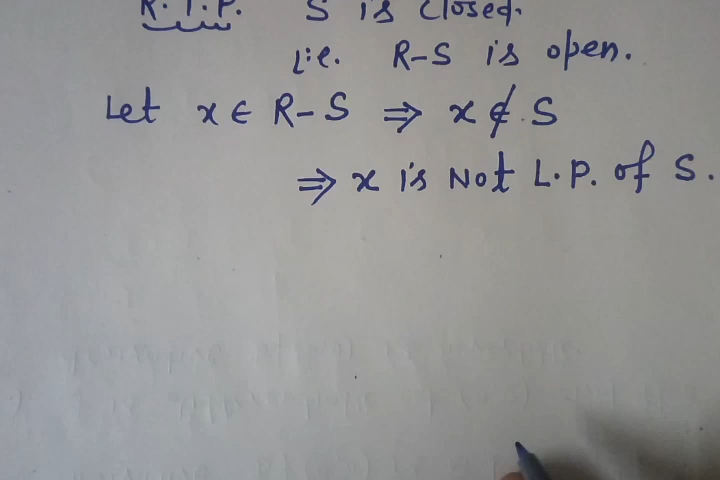 R.T.P. S is closed.
i.e. R-S is open.
Let x ∈ R-S ⇒ x ∉ S
⇒ x is Not L.P. of S.